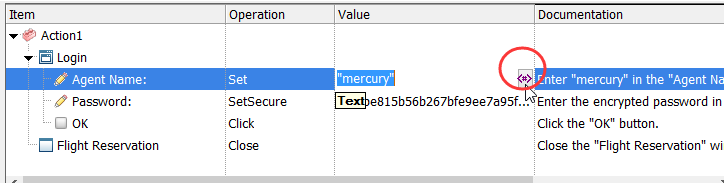 Item Operation Value Documentation
Action1
Login
Agent Name: Set "mercury" <#> Enter "mercury" in the "Agent Na
Password: SetSecure Text be815b56b267bfe9ee7a95f... Enter the encrypted password in
OK Click Click the "OK" button.
Flight Reservation Close Close the "Flight Reservation" wi